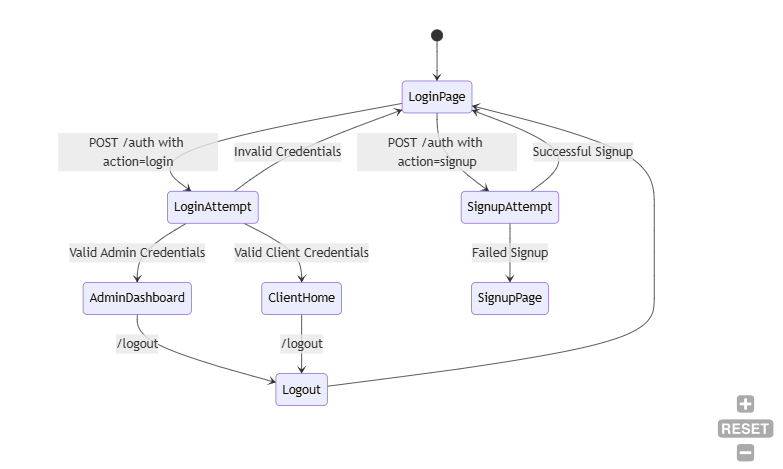 LoginPage
POST /auth with
action=login
Invalid Credentials
POST /auth with
action=signup
Successful Signup
LoginAttempt
SignupAttempt
Valid Admin Credentials
Valid Client Credentials
Failed Signup
AdminDashboard
ClientHome
SignupPage
/logout
/logout
Logout
RESET